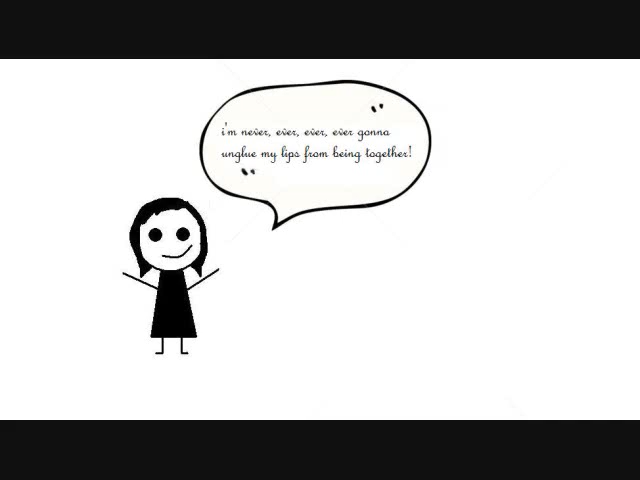 i'm never, ever, ever, ever gonna
unglue my lips from being together!